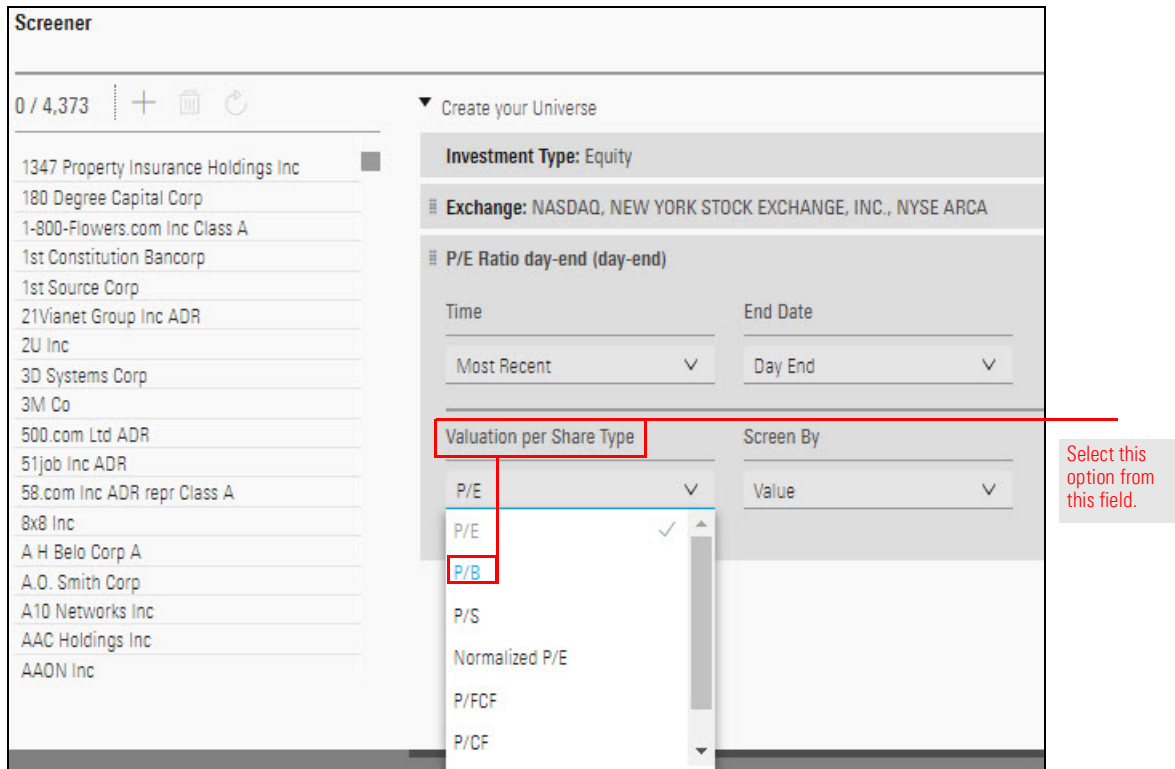 Screener
0 / 4,373
1347 Property Insurance Holdings Inc
180 Degree Capital Corp
1-800-Flowers.com Inc Class A
1st Constitution Bancorp
1st Source Corp
21Vianet Group Inc ADR
2U Inc
3D Systems Corp
3M Co
500.com Ltd ADR
51job Inc ADR
58.com Inc ADR repr Class A
8x8 Inc
A H Belo Corp A
A.O. Smith Corp
A10 Networks Inc
AAC Holdings Inc
AAON Inc
Create your Universe
Investment Type: Equity
Exchange: NASDAQ, NEW YORK STOCK EXCHANGE, INC., NYSE ARCA
P/E Ratio day-end (day-end)
Time
End Date
Most Recent
Day End
Valuation per Share Type
Screen By
P/E
Value
P/E
P/B
P/S
Normalized P/E
P/FCF
P/CF
Select this
option from
this field.